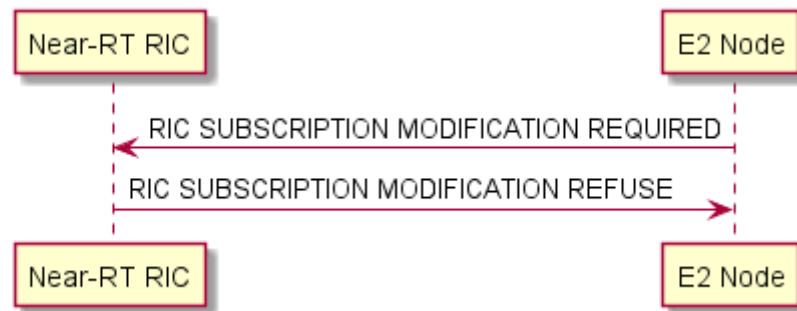 Near-RT RIC
E2 Node
RIC SUBSCRIPTION MODIFICATION REQUIRED
RIC SUBSCRIPTION MODIFICATION REFUSE
Near-RT RIC
E2 Node